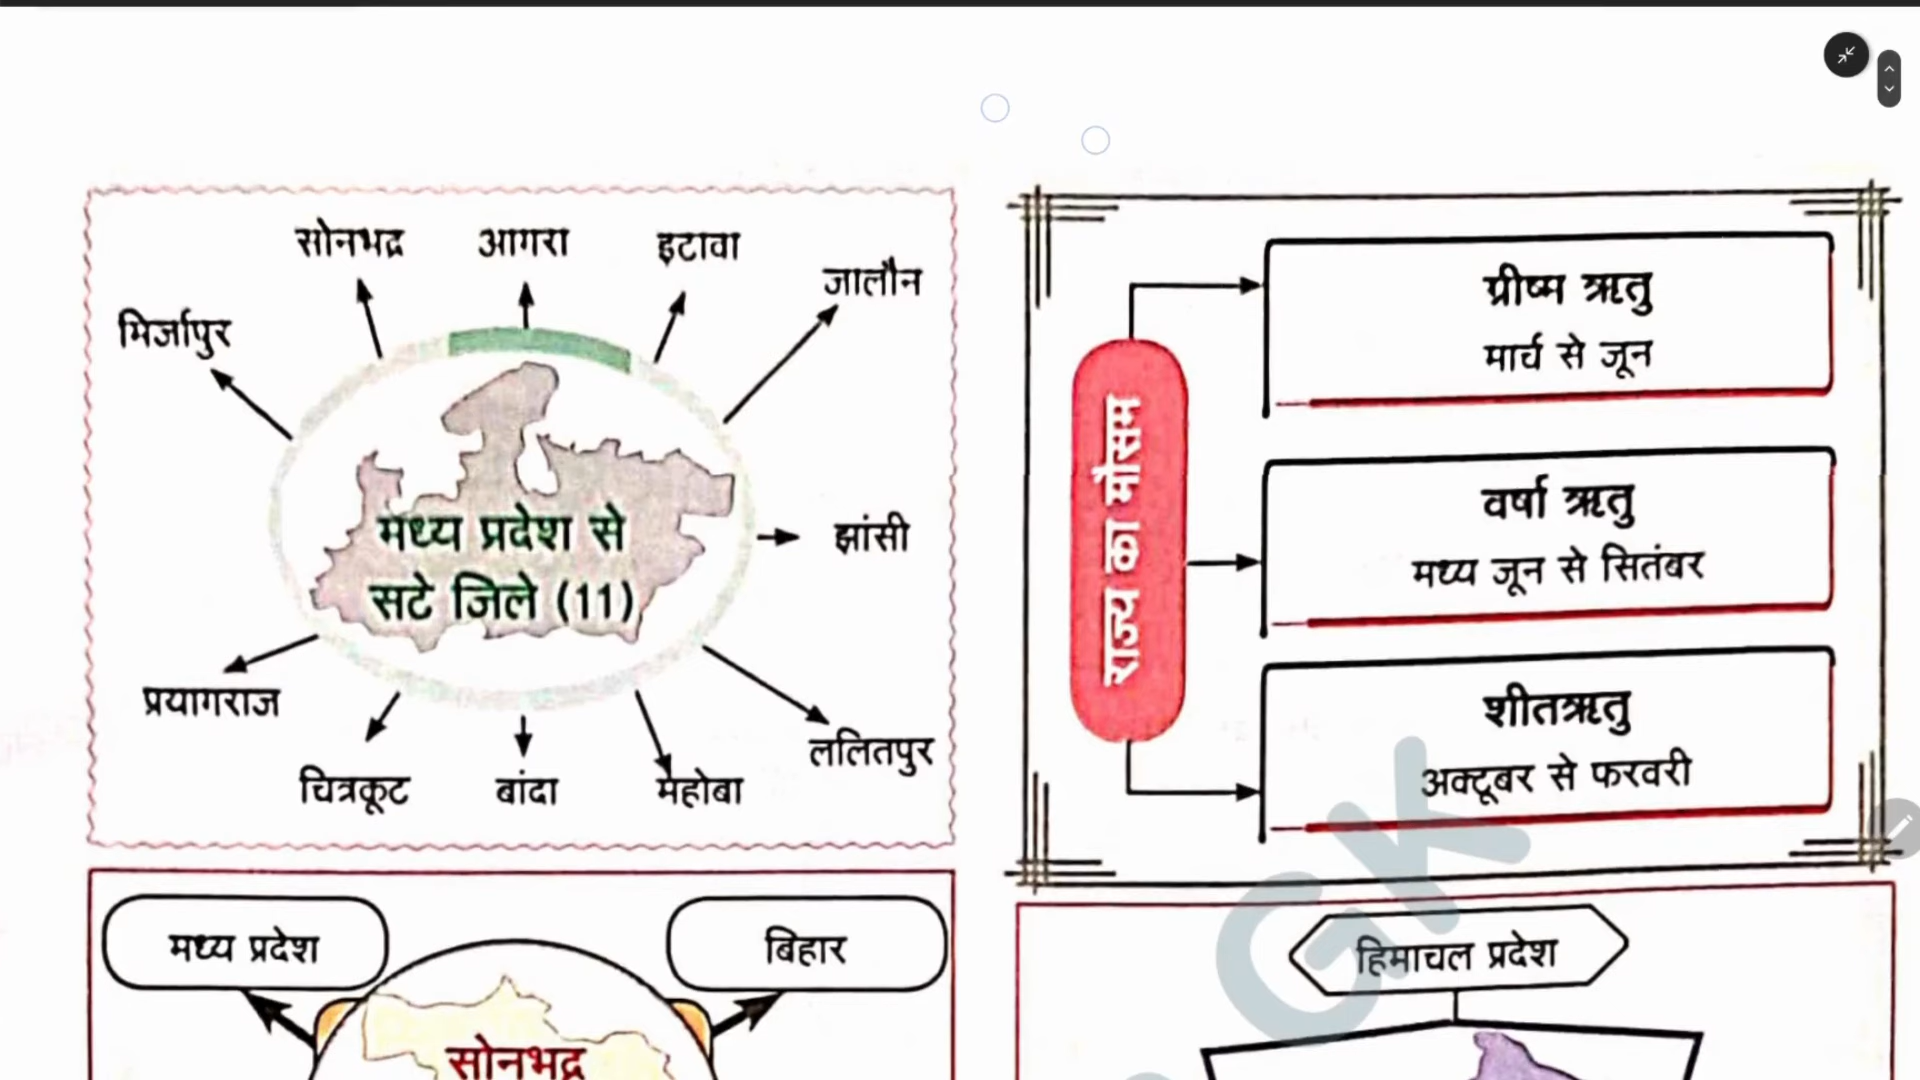 सोनभद्र
आगरा
इटावा
जालौन
मिर्जापुर
मध्य प्रदेश से
सटे जिले (11)
झांसी
प्रयागराज
चित्रकूट
बांदा
मेहोबा
ललितपुर
राज्य का मौसम
ग्रीष्म ऋतु
मार्च से जून
वर्षा ऋतु
मध्य जून से सितंबर
शीतऋतु
अक्टूबर से फरवरी
मध्य प्रदेश
बिहार
सोनभद्र
हिमाचल प्रदेश
GK